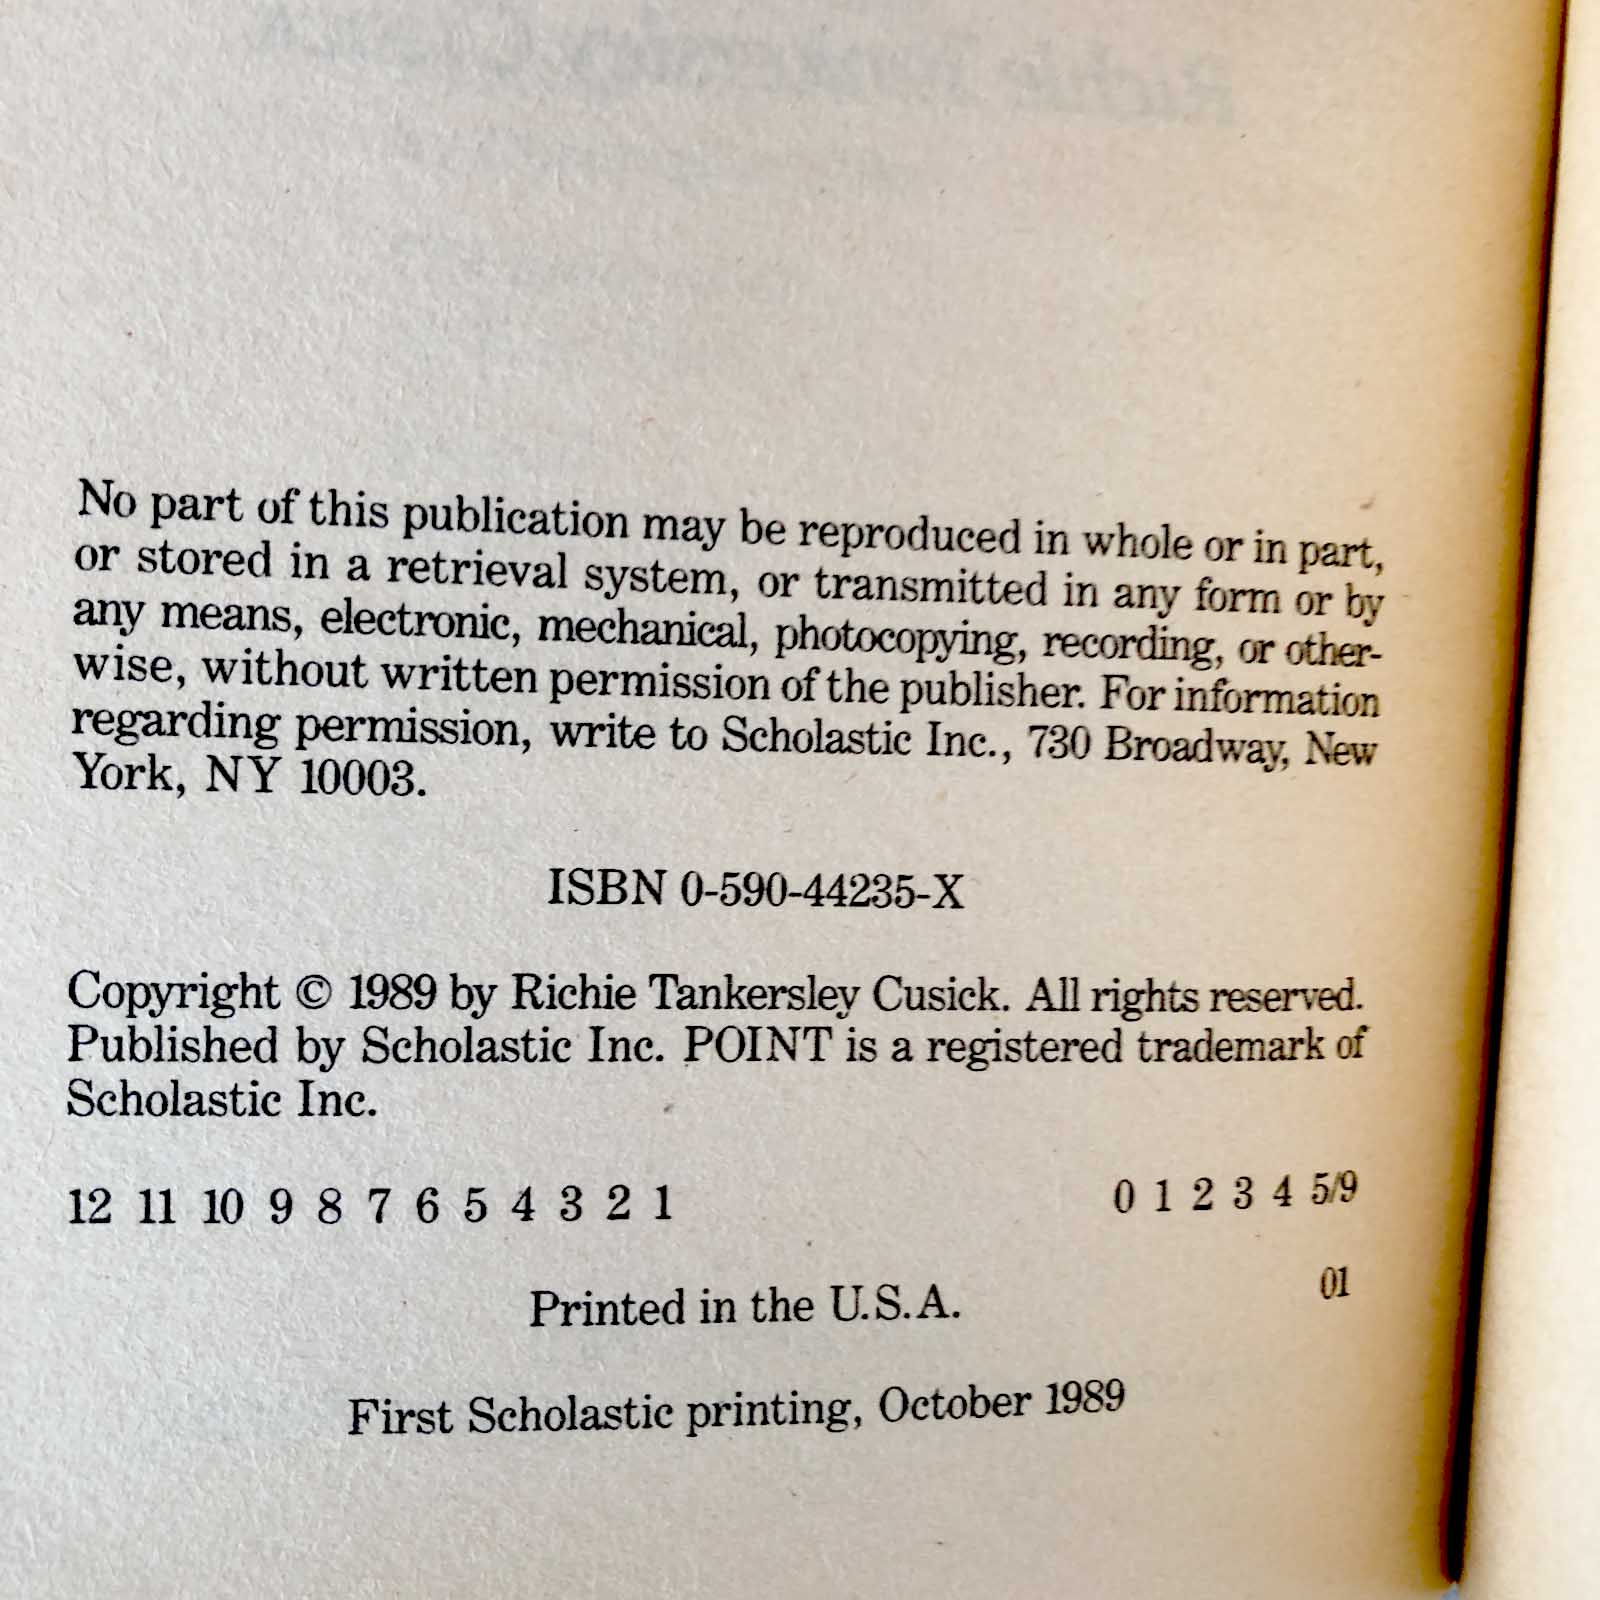 No part of this publication may be reproduced in whole or in part,
or stored in a retrieval system, or transmitted in any form or by
any means, electronic, mechanical, photocopying, recording, or other-
wise, without written permission of the publisher. For information
regarding permission, write to Scholastic Inc., 730 Broadway, New
York, NY 10003.
ISBN 0-590-44235-X
Copyright © 1989 by Richie Tankersley Cusick. All rights reserved.
Published by Scholastic Inc. POINT is a registered trademark of
Scholastic Inc.
12 11 10 9 8 7 6 5 4 3 2 1 0 1 2 3 4 5/9
01
Printed in the U.S.A.
First Scholastic printing, October 1989